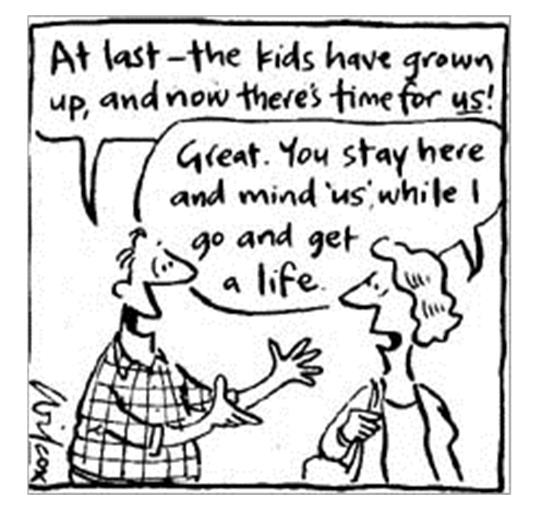 At last – the kids have grown
up, and now there's time for us!
Great. You stay here
and mind 'us', while I
go and get
a life.
Wilcox